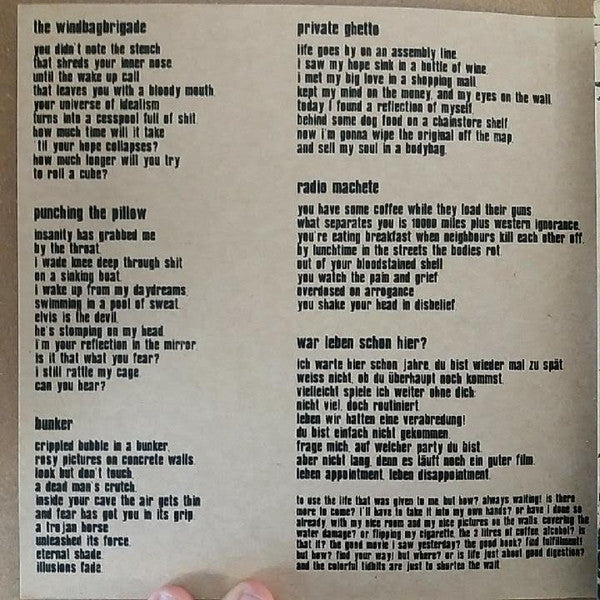 the windbagbrigade
you didn't note the stench
that shreds your inner nose
until the wake up call
that leaves you with a bloody mouth.
your universe of idealism
turns into a cesspool full of shit.
how much time will it take
'til your hope collapses?
how much longer will you try
to roll a cube?
punching the pillow
insanity has grabbed me
by the throat.
i wade knee deep through shit
on a sinking boat.
i wake up from my daydreams,
swimming in a pool of sweat.
elvis is the devil,
he's stomping on my head.
i'm your reflection in the mirror.
is it that what you fear?
i still rattle my cage.
can you hear?
bunker
crippled bubble in a bunker,
rosy pictures on concrete walls.
look but don't touch,
a dead man's crutch.
inside your cave the air gets thin
and fear has got you in its grip.
a trojan horse
unleashed its force.
eternal shade.
illusions fade.
private ghetto
life goes by on an assembly line.
i saw my hope sink in a bottle of wine.
i met my big love in a shopping mall.
kept my mind on the money, and my eyes on the wall.
today i found a reflection of myself,
behind some dog food on a chainstore shelf.
now i'm gonna wipe the original off the map,
and sell my soul in a bodybag.
radio machete
you have some coffee while they load their guns.
what separates you is 10000 miles plus western ignorance.
you're eating breakfast when neighbours kill each other off.
by lunchtime in the streets the bodies rot.
out of your bloodstained shell
you watch the pain and grief.
overdosed on arrogance
you shake your head in disbelief.
war leben schon hier?
ich warte hier schon jahre, du bist wieder mal zu spät.
weiss nicht, ob du überhaupt noch kommst.
vielleicht spiele ich weiter ohne dich:
nicht viel, doch routiniert.
leben wir hatten eine verabredung!
du bist einfach nicht gekommen.
frage mich, auf welcher party du bist.
aber nicht lang, denn es läuft noch ein guter film.
leben appointment, leben disappointment.
to use the life that was given to me but how? always waiting! is there
more to come? i'll have to take it into my own hands? or have i done so
already with my nice room and my nice pictures on the walls covering the
water damage? or flipping my cigarette, the 2 litres of coffee, alcohol? is
that it? the good movie i saw yesterday? the good book? find fulfillment!
but how? find your way! but where? or is life just about good digestion?
and the colorful tidbits are just to shorten the wait.